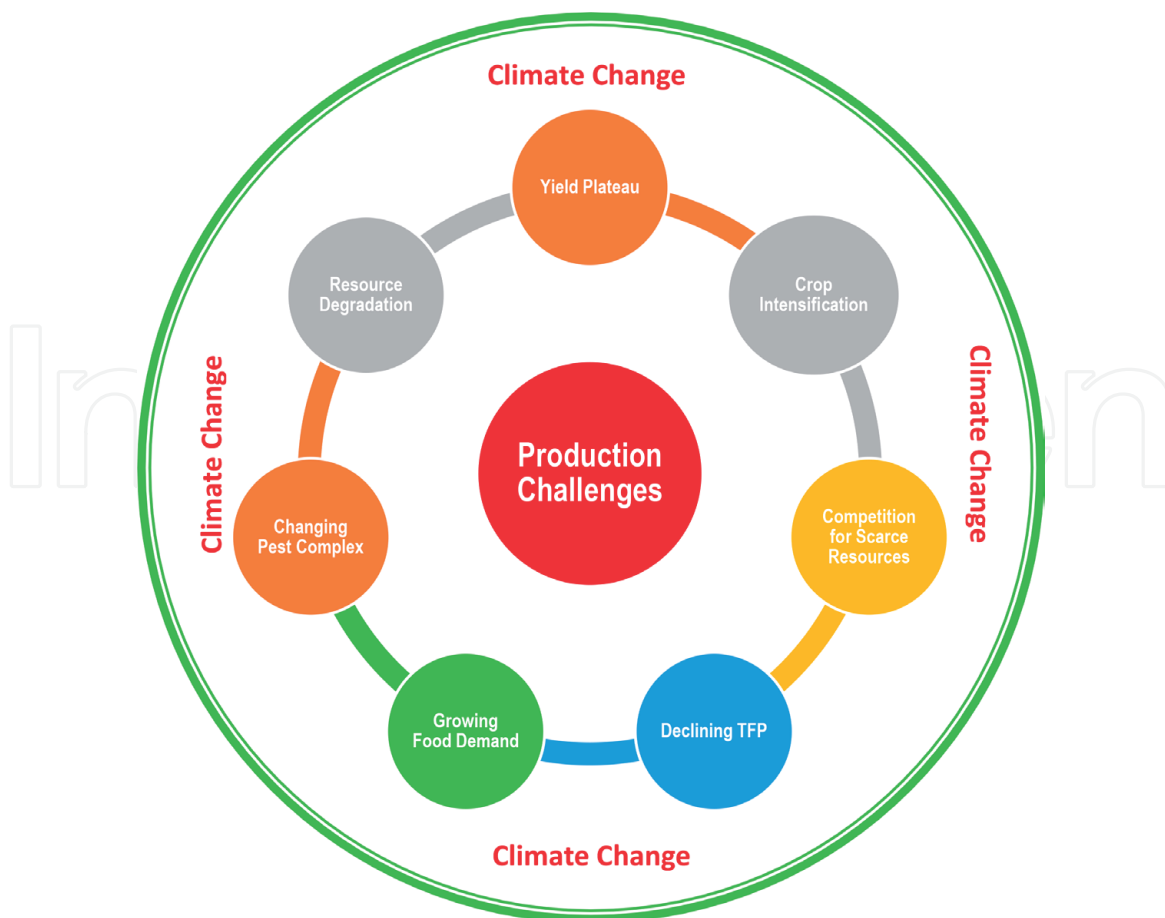 Climate Change
Yield Plateau
Resource
Degradation
Crop
Intensification
Climate Change
Climate Change
Production
Challenges
Changing
Pest Complex
Competition
for Scarce
Resources
Growing
Food Demand
Declining TFP
Climate Change